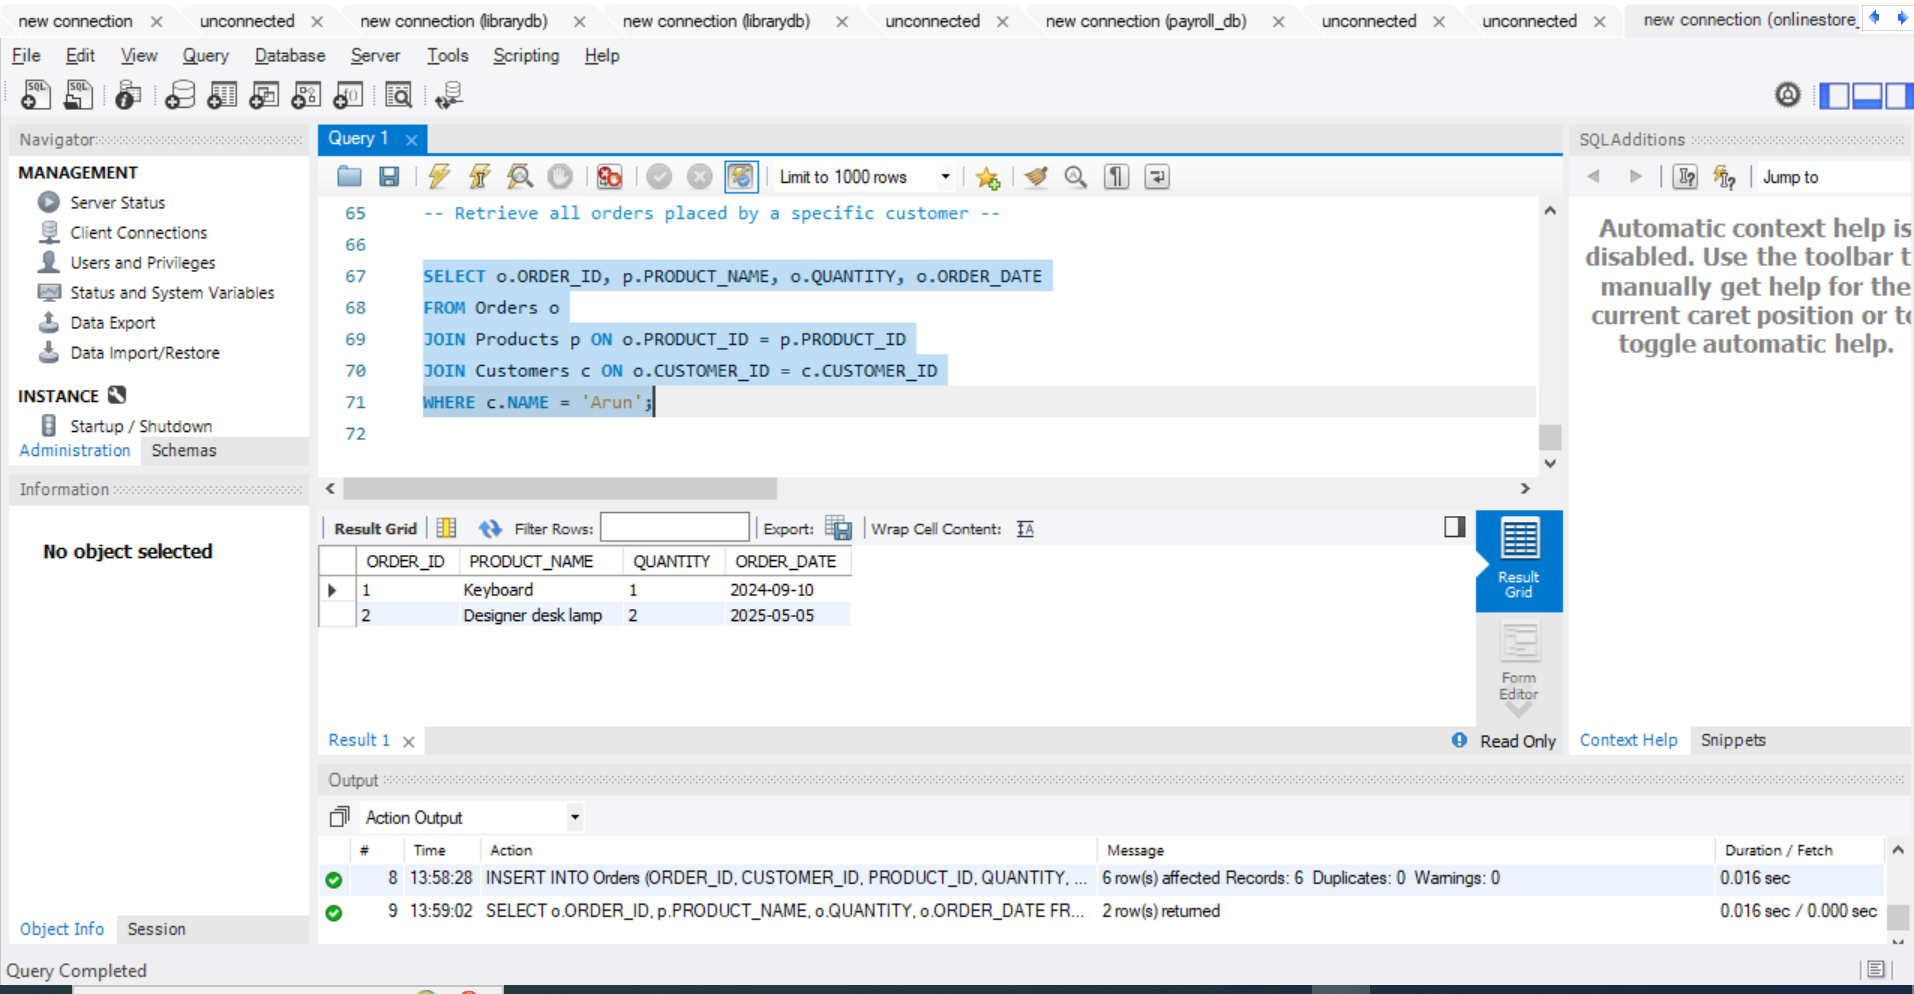 new connection × unconnected × new connection (librarydb) × new connection (librarydb) × unconnected × new connection (payroll_db) × unconnected × unconnected × new connection (onlinestore_
File Edit View Query Database Server Tools Scripting Help
Navigator
MANAGEMENT
Server Status
Client Connections
Users and Privileges
Status and System Variables
Data Export
Data Import/Restore
INSTANCE
Startup / Shutdown
Administration Schemas
Information
No object selected
Object Info Session
Query 1 ×
Limit to 1000 rows
65 -- Retrieve all orders placed by a specific customer --
66
67 SELECT o.ORDER_ID, p.PRODUCT_NAME, o.QUANTITY, o.ORDER_DATE
68 FROM Orders o
69 JOIN Products p ON o.PRODUCT_ID = p.PRODUCT_ID
70 JOIN Customers c ON o.CUSTOMER_ID = c.CUSTOMER_ID
71 WHERE c.NAME = 'Arun';
72
Result Grid Filter Rows: Export: Wrap Cell Content:
ORDER_ID PRODUCT_NAME QUANTITY ORDER_DATE
1 Keyboard 1 2024-09-10
2 Designer desk lamp 2 2025-05-05
Result
Grid
Form
Editor
Result 1 ×
Read Only
SQLAdditions
Jump to
Automatic context help is
disabled. Use the toolbar t
manually get help for the
current caret position or to
toggle automatic help.
Context Help Snippets
Output
Action Output
# Time Action Message Duration / Fetch
8 13:58:28 INSERT INTO Orders (ORDER_ID, CUSTOMER_ID, PRODUCT_ID, QUANTITY, ... 6 row(s) affected Records: 6 Duplicates: 0 Warnings: 0 0.016 sec
9 13:59:02 SELECT o.ORDER_ID, p.PRODUCT_NAME, o.QUANTITY, o.ORDER_DATE FR... 2 row(s) returned 0.016 sec / 0.000 sec
Query Completed